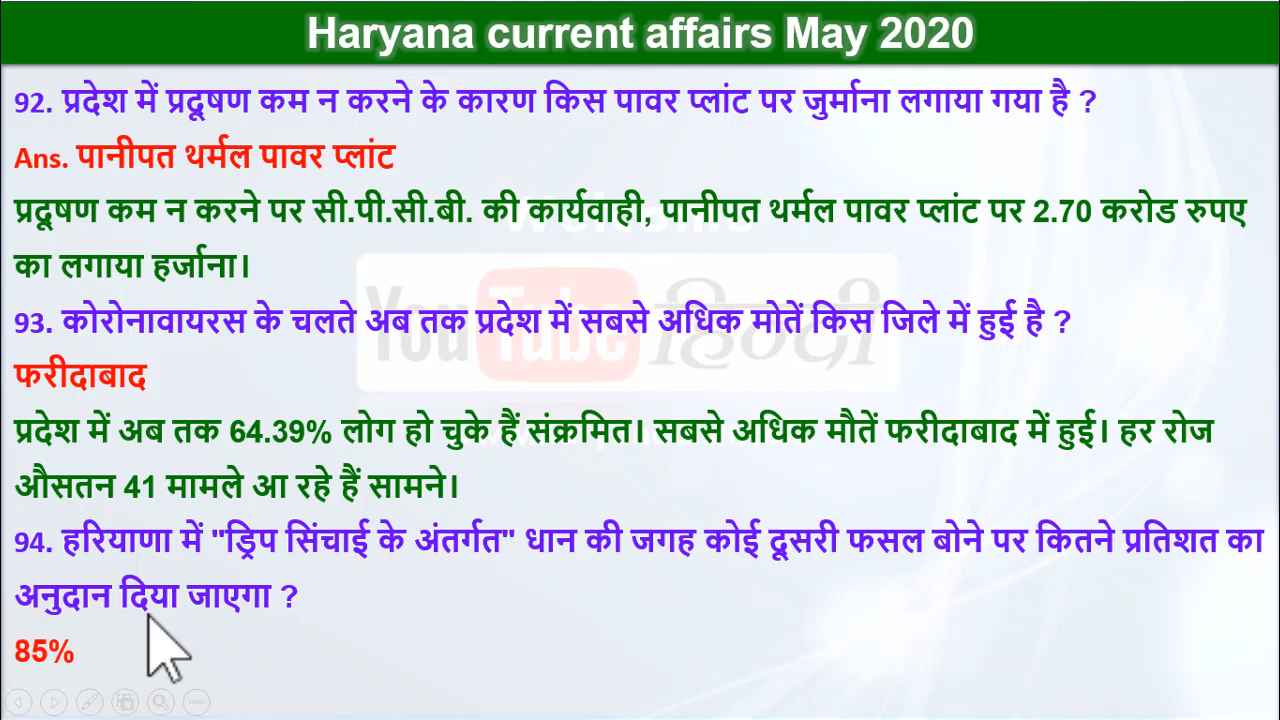 Haryana current affairs May 2020
92. प्रदेश में प्रदूषण कम न करने के कारण किस पावर प्लांट पर जुर्माना लगाया गया है ?
Ans. पानीपत थर्मल पावर प्लांट
प्रदूषण कम न करने पर सी.पी.सी.बी. की कार्यवाही, पानीपत थर्मल पावर प्लांट पर 2.70 करोड रुपए
का लगाया हर्जाना।
93. कोरोनावायरस के चलते अब तक प्रदेश में सबसे अधिक मोतें किस जिले में हुई है ?
YouTube हिन्दी
फरीदाबाद
प्रदेश में अब तक 64.39% लोग हो चुके हैं संक्रमित। सबसे अधिक मौतें फरीदाबाद में हुई। हर रोज
औसतन 41 मामले आ रहे हैं सामने।
94. हरियाणा में "ड्रिप सिंचाई के अंतर्गत" धान की जगह कोई दूसरी फसल बोने पर कितने प्रतिशत का
अनुदान दिया जाएगा ?
85%